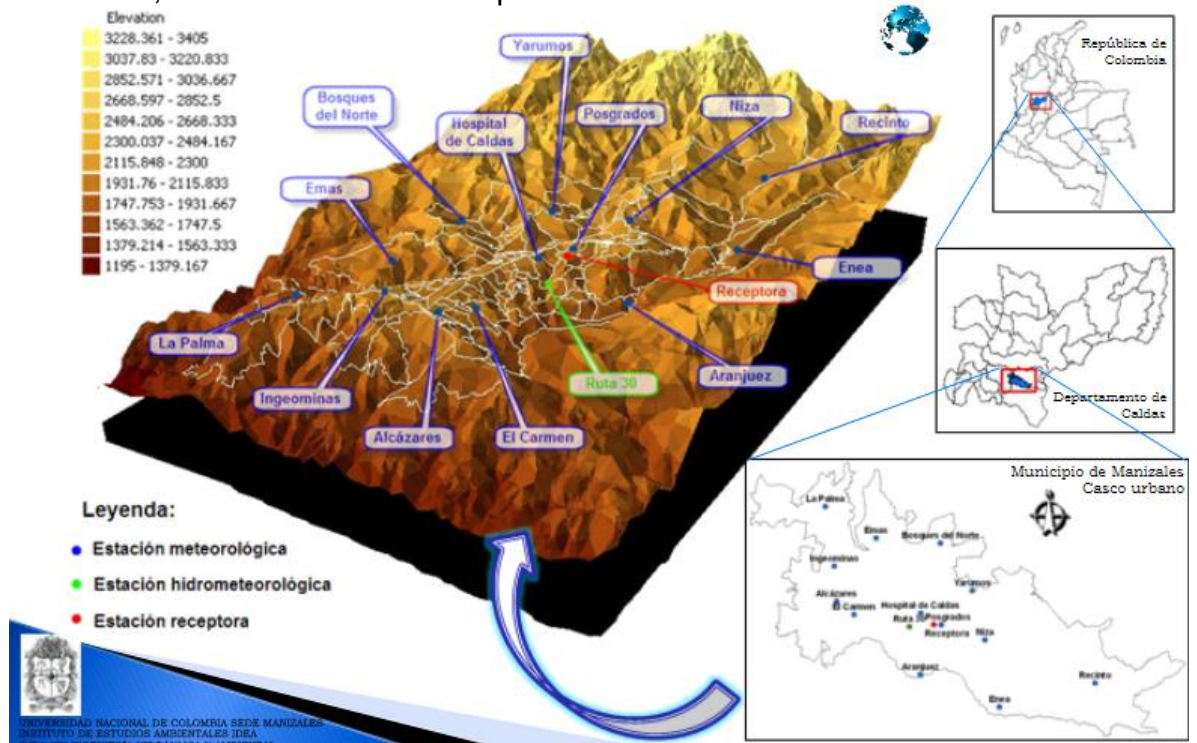 Elevation
3228.361 - 3405
3037.83 - 3220.833
2852.571 - 3036.667
2668.597 - 2852.5
2484.206 - 2668.333
2300.037 - 2484.167
2115.848 - 2300
1931.76 - 2115.833
1747.753 - 1931.667
1563.362 - 1747.5
1379.214 - 1563.333
1195 - 1379.167
Yarumos
Bosques
del Norte
Hospital
de Caldas
Posgrados
Niza
Recinto
Emas
Enea
Receptora
La Palma
Ruta 30
Aranjuez
Ingeominas
Alcázares
El Carmen
República de
Colombia
Departamento de
Caldas
Municipio de Manizales
Casco urbano
La Palma
Emas
Bosques del Norte
Ingeominas
Yarumos
Alcázares
El Carmen
Hospital de Caldas
Ruta 30
Posgrados
Receptora
Niza
Aranjuez
Recinto
Enea
Leyenda:
Estación meteorológica
Estación hidrometeorológica
Estación receptora
UNIVERSIDAD NACIONAL DE COLOMBIA SEDE MANIZALES
INSTITUTO DE ESTUDIOS AMBIENTALES IDEA